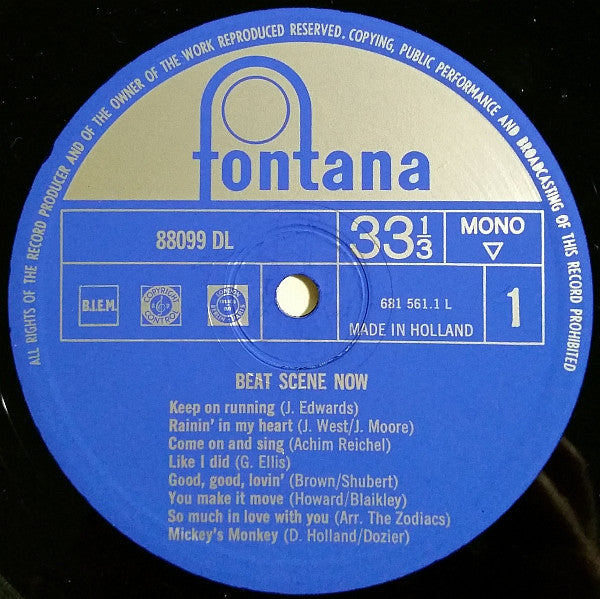 ALL RIGHTS OF THE RECORD PRODUCER AND OF THE OWNER OF THE WORK REPRODUCED RESERVED. COPYING, PUBLIC PERFORMANCE AND BROADCASTING OF THIS RECORD PROHIBITED
fontana
88099 DL
33 1/3
MONO
B.I.E.M.
COPYRIGHT CONTROL
681 561.1 L
MADE IN HOLLAND
1
BEAT SCENE NOW
Keep on running (J. Edwards)
Rainin' in my heart (J. West/J. Moore)
Come on and sing (Achim Reichel)
Like I did (G. Ellis)
Good, good, lovin' (Brown/Shubert)
You make it move (Howard/Blaikley)
So much in love with you (Arr. The Zodiacs)
Mickey's Monkey (D. Holland/Dozier)